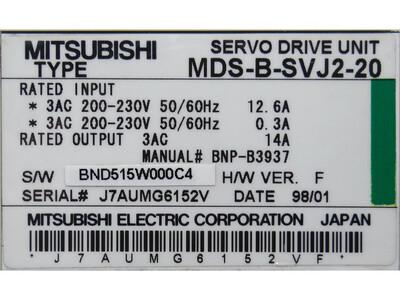 MITSUBISHI SERVO DRIVE UNIT
TYPE MDS-B-SVJ2-20
RATED INPUT
* 3AC 200-230V 50/60Hz 12.6A
* 3AC 200-230V 50/60Hz 0.3A
RATED OUTPUT 3AC 14A
MANUAL# BNP-B3937
S/W BND515W000C4 H/W VER. F
SERIAL# J7AUMG6152V DATE 98/01
MITSUBISHI ELECTRIC CORPORATION JAPAN
* J 7 A U M G 6 1 5 2 V F *